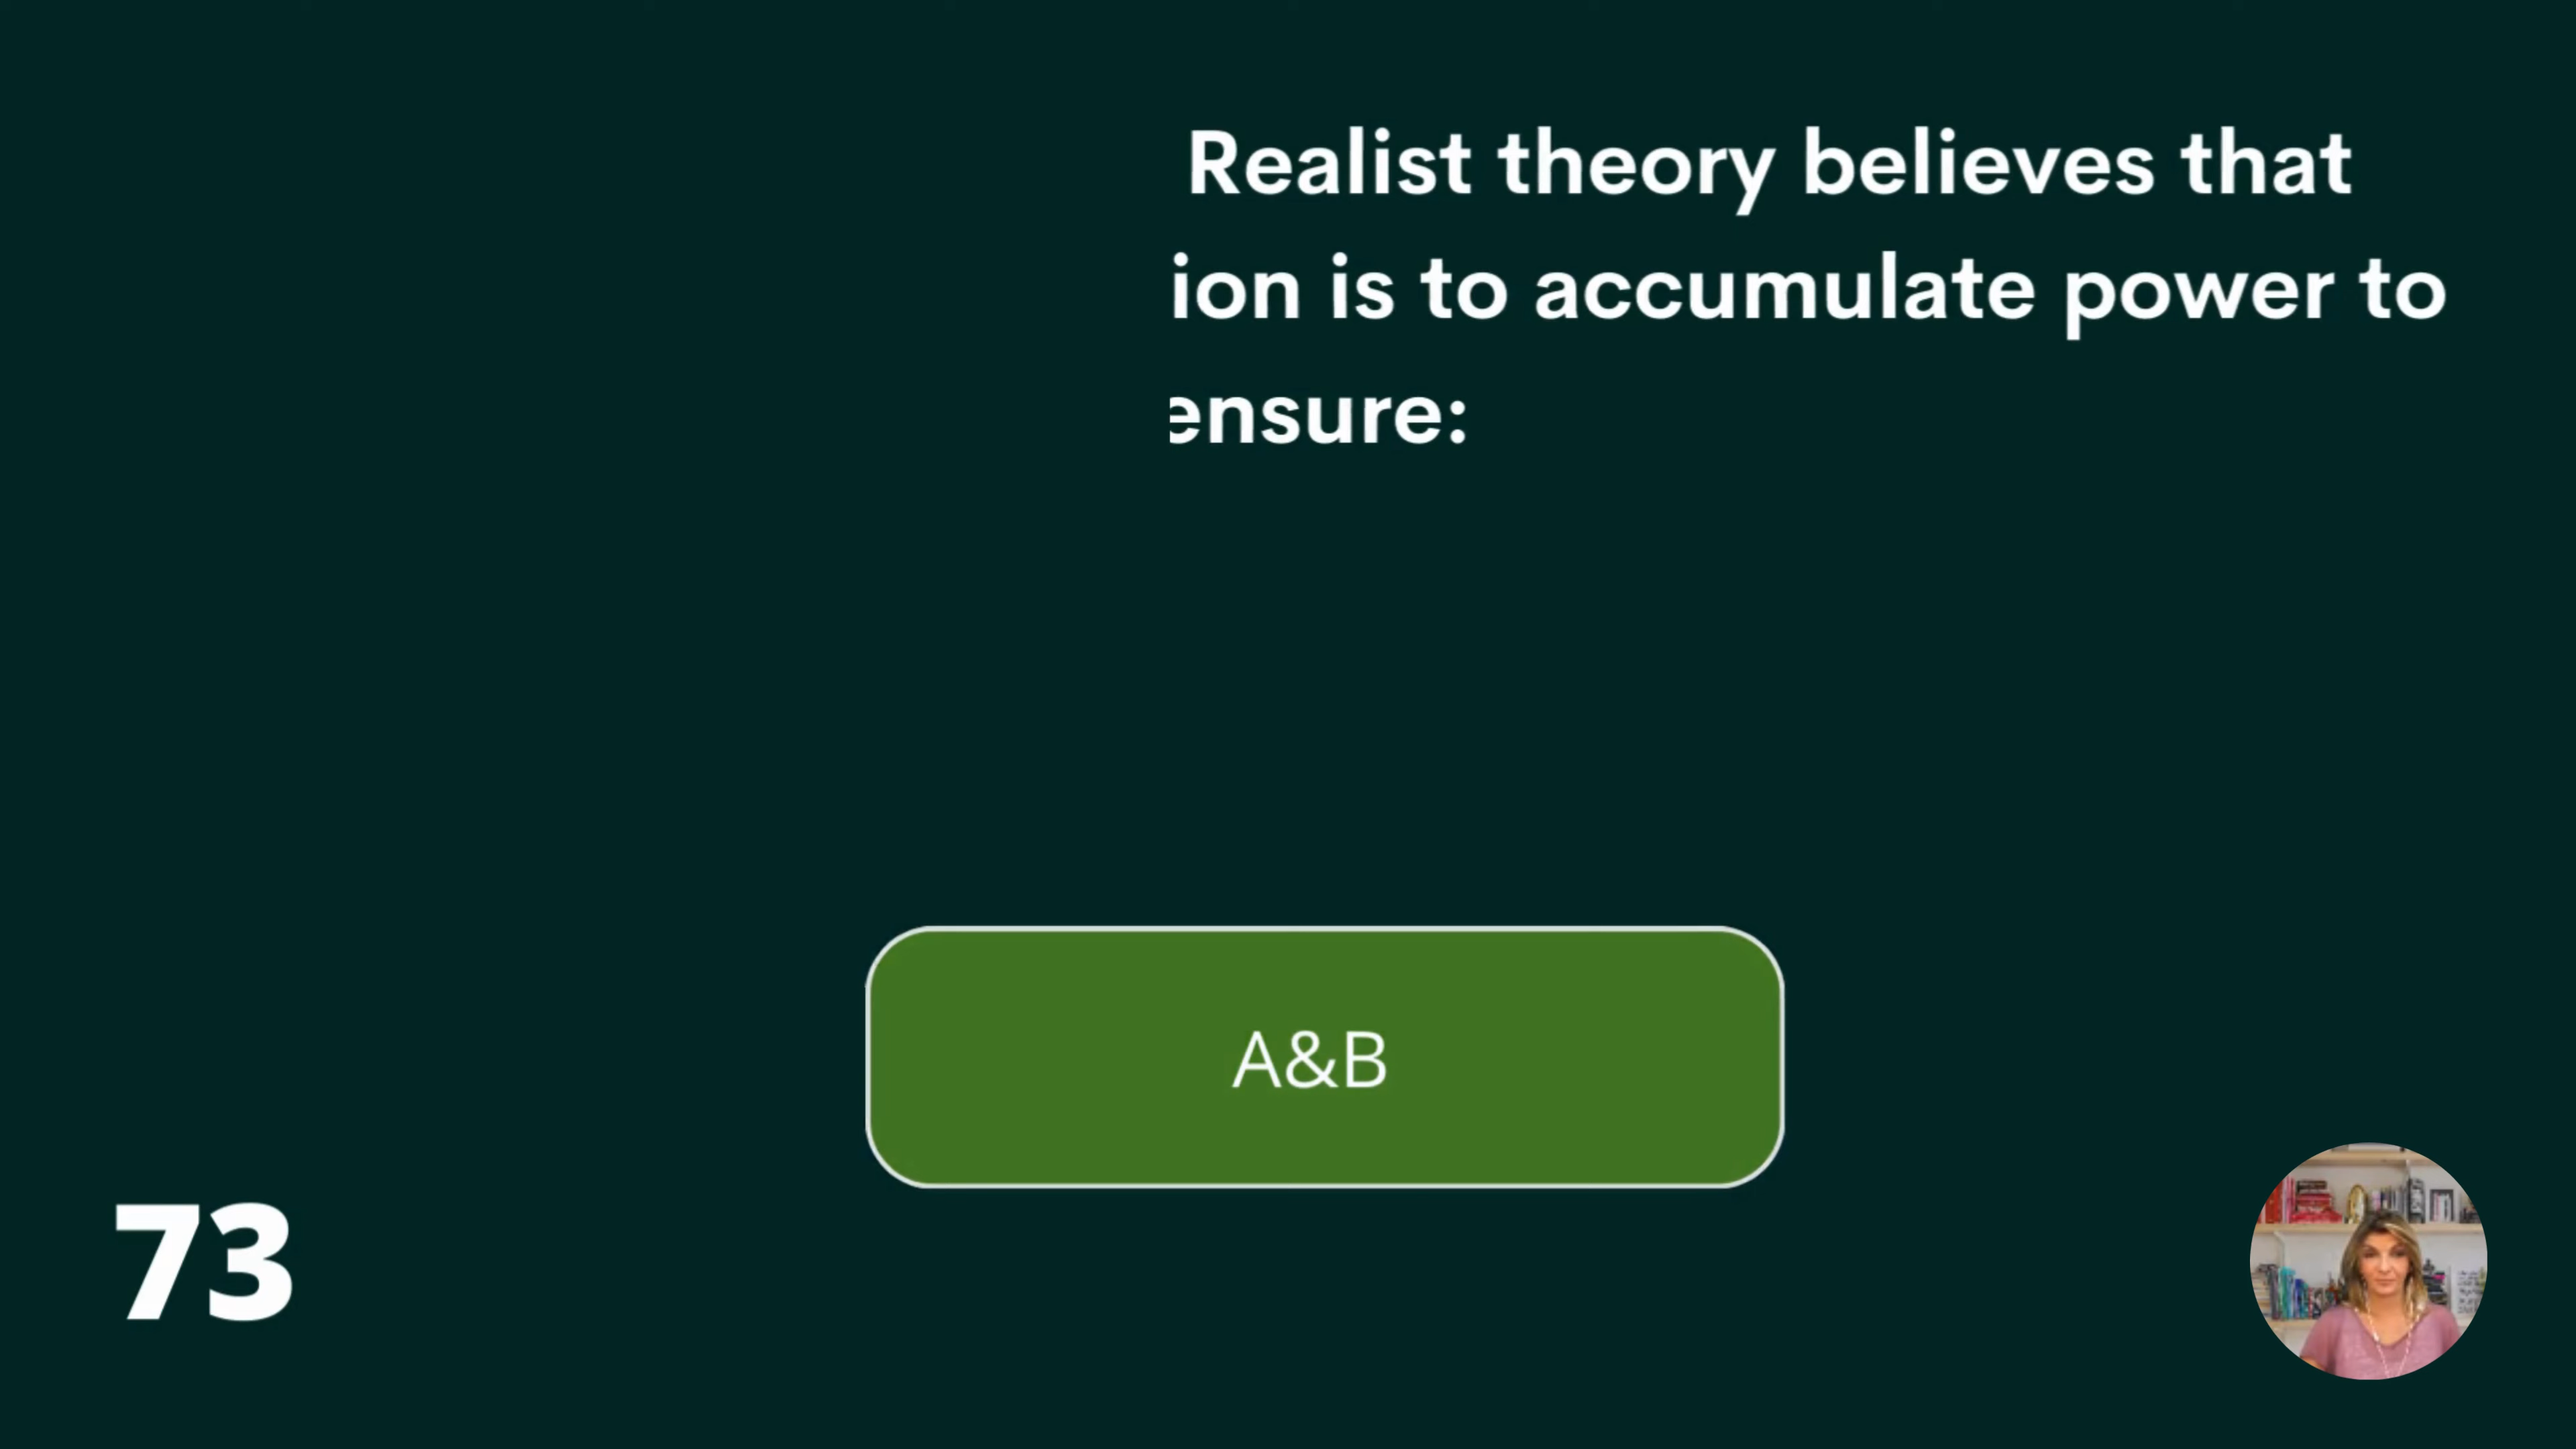 Realist theory believes that
ion is to accumulate power to
ensure:
A&B
73